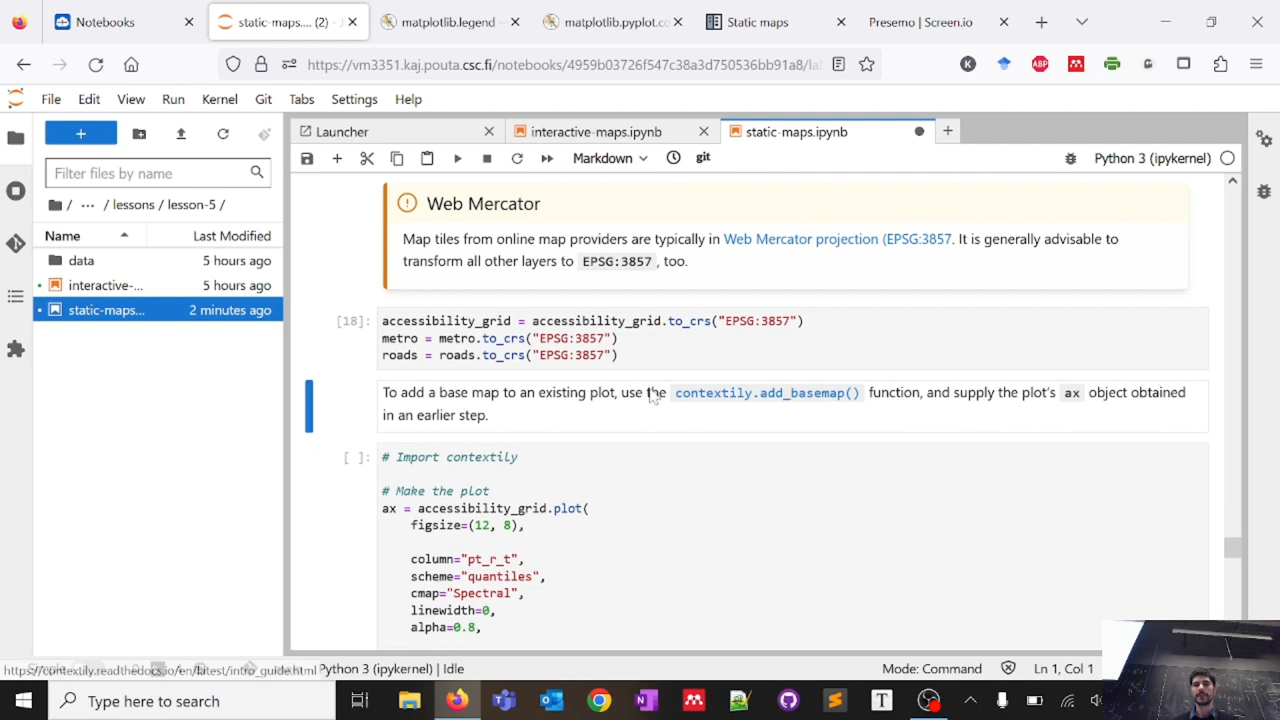 Notebooks
static-maps.... (2) - J
matplotlib.legend —
matplotlib.pyplot.co
Static maps
Presemo | Screen.io
https://vm3351.kaj.pouta.csc.fi/notebooks/4959b03726f547c38a3d750536bb91a8/la
File Edit View Run Kernel Git Tabs Settings Help
Launcher
interactive-maps.ipynb
static-maps.ipynb
Filter files by name
Markdown
git
Python 3 (ipykernel)
/ ... / lessons / lesson-5 /
Name Last Modified
data 5 hours ago
interactive-... 5 hours ago
static-maps... 2 minutes ago
Web Mercator
Map tiles from online map providers are typically in Web Mercator projection (EPSG:3857. It is generally advisable to
transform all other layers to EPSG:3857 , too.
[18]: accessibility_grid = accessibility_grid.to_crs("EPSG:3857")
metro = metro.to_crs("EPSG:3857")
roads = roads.to_crs("EPSG:3857")
To add a base map to an existing plot, use the contextily.add_basemap() function, and supply the plot's ax object obtained
in an earlier step.
[ ]: # Import contextily
# Make the plot
ax = accessibility_grid.plot(
figsize=(12, 8),
column="pt_r_t",
scheme="quantiles",
cmap="Spectral",
linewidth=0,
alpha=0.8,
https://contextily.readthedocs.io/en/latest/intro_guide.html
Python 3 (ipykernel) | Idle
Mode: Command
Ln 1, Col 1
Type here to search